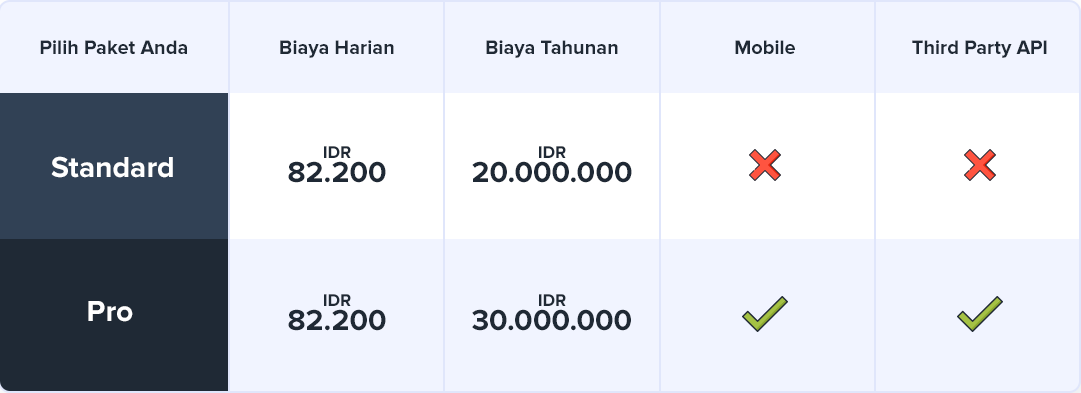 Pilih Paket Anda
Biaya Harian
Biaya Tahunan
Mobile
Third Party API
Standard
IDR
82.200
IDR
20.000.000
Pro
IDR
82.200
IDR
30.000.000